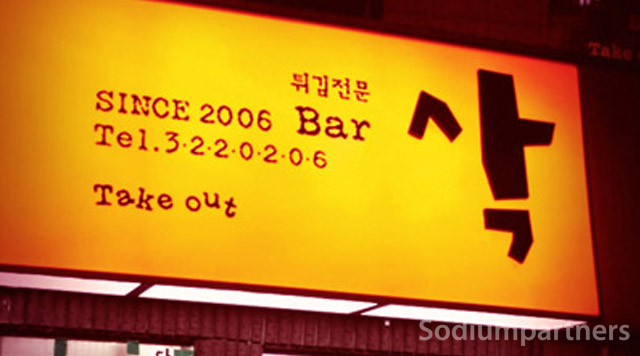 튀김전문
SINCE 2006 Bar 삭
Tel.3·2·2·0·2·0·6
Take out
Take
Sodiumpartners